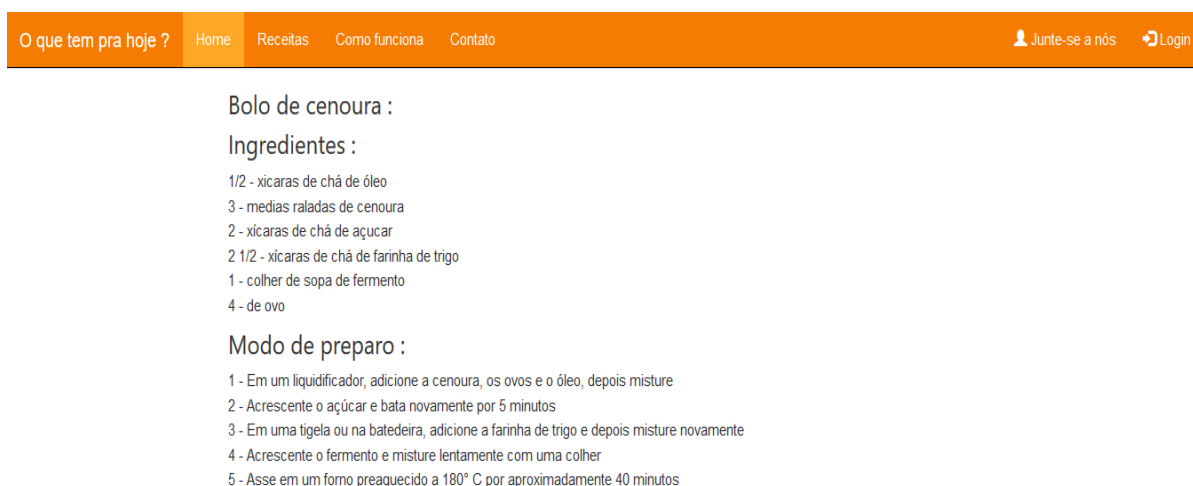 O que tem pra hoje ? Home Receitas Como funciona Contato Junte-se a nós Login
Bolo de cenoura :
Ingredientes :
1/2 - xicaras de chá de óleo
3 - medias raladas de cenoura
2 - xícaras de chá de açucar
2 1/2 - xícaras de chá de farinha de trigo
1 - colher de sopa de fermento
4 - de ovo
Modo de preparo :
1 - Em um liquidificador, adicione a cenoura, os ovos e o óleo, depois misture
2 - Acrescente o açúcar e bata novamente por 5 minutos
3 - Em uma tigela ou na batedeira, adicione a farinha de trigo e depois misture novamente
4 - Acrescente o fermento e misture lentamente com uma colher
5 - Asse em um forno preaquecido a 180° C por aproximadamente 40 minutos